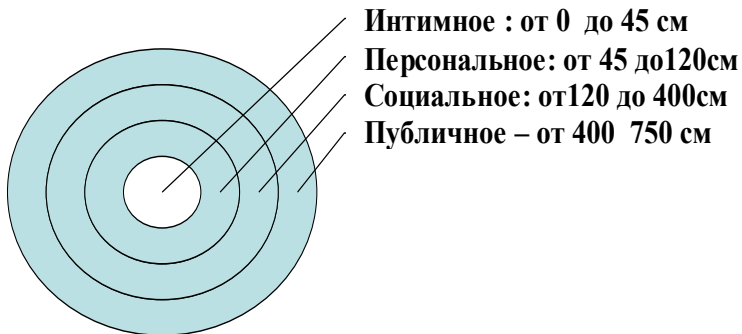 Интимное : от 0 до 45 см
Персональное: от 45 до120см
Социальное: от120 до 400см
Публичное – от 400 750 см